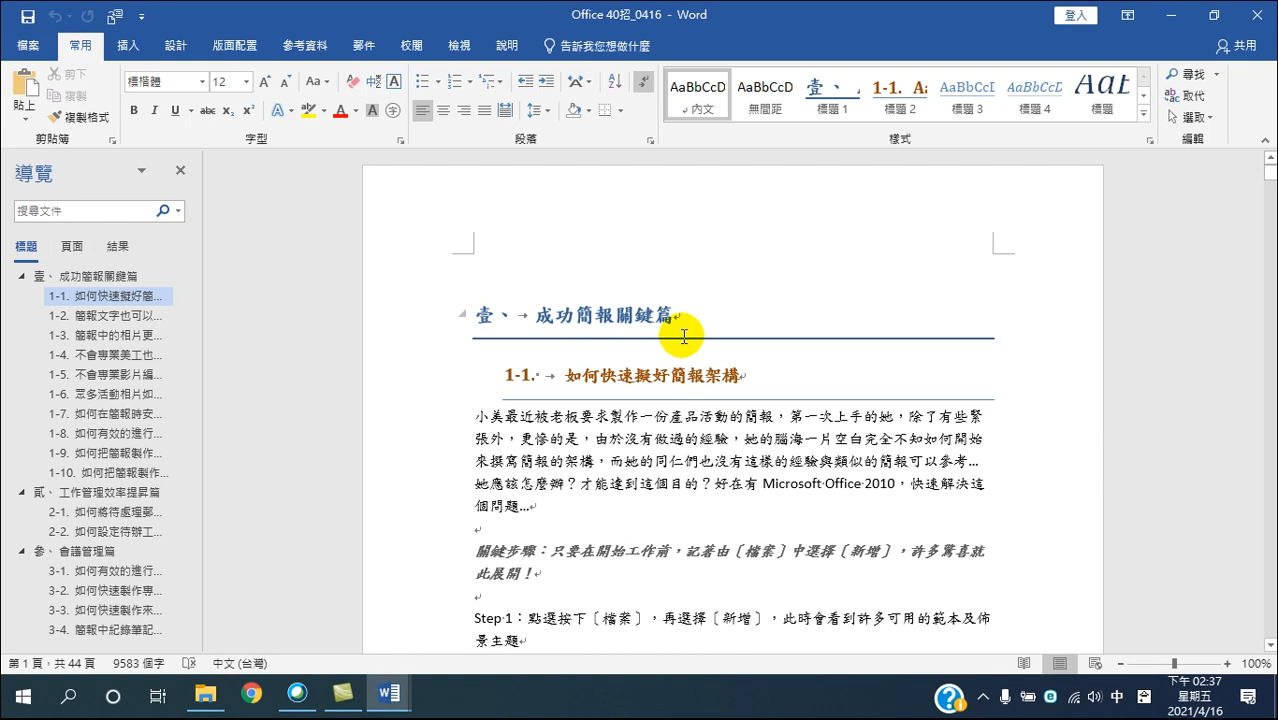 Office 40招_0416 - Word
登入
檔案 常用 插入 設計 版面配置 參考資料 郵件 校閱 檢視 說明 告訴我您想做什麼 共用
貼上
剪下
複製
複製格式
剪貼簿
標楷體 12
字型
段落
AaBbCcD 內文
AaBbCcD 無間距
壹、 標題 1
1-1. 標題 2
AaBbCcD 標題 3
AaBbCcD 標題 4
標題
樣式
尋找
取代
選取
編輯
導覽
搜尋文件
標題 頁面 結果
壹、 成功簡報關鍵篇
1-1. 如何快速擬好簡...
1-2. 簡報文字也可以...
1-3. 簡報中的相片更...
1-4. 不會專業美工也...
1-5. 不會專業影片編...
1-6. 眾多活動相片如...
1-7. 如何在簡報時安...
1-8. 如何有效的進行...
1-9. 如何把簡報製作...
1-10. 如何把簡報製作...
貳、 工作管理效率提昇篇
2-1. 如何將待處理郵...
2-2. 如何設定待辦工...
參、 會議管理篇
3-1. 如何有效的進行...
3-2. 如何快速製作專...
3-3. 如何快速製作來...
3-4. 簡報中紀錄筆記...
壹、 成功簡報關鍵篇
1-1. 如何快速擬好簡報架構
小美最近被老板要求製作一份產品活動的簡報，第一次上手的她，除了有些緊
張外，更慘的是，由於沒有做過的經驗，她的腦海一片空白完全不知如何開始
來撰寫簡報的架構，而她的同仁們也沒有這樣的經驗與類似的簡報可以參考...
她應該怎麼辦？才能達到這個目的？好在有 Microsoft Office 2010，快速解決這
個問題...
關鍵步驟：只要在開始工作前，記著由〔檔案〕中選擇〔新增〕，許多驚喜就
此展開！
Step 1：點選按下〔檔案〕，再選擇〔新增〕，此時會看到許多可用的範本及佈
景主題
第 1 頁，共 44 頁 9583 個字 中文 (台灣) 100%
中
下午 02:37
星期五
2021/4/16